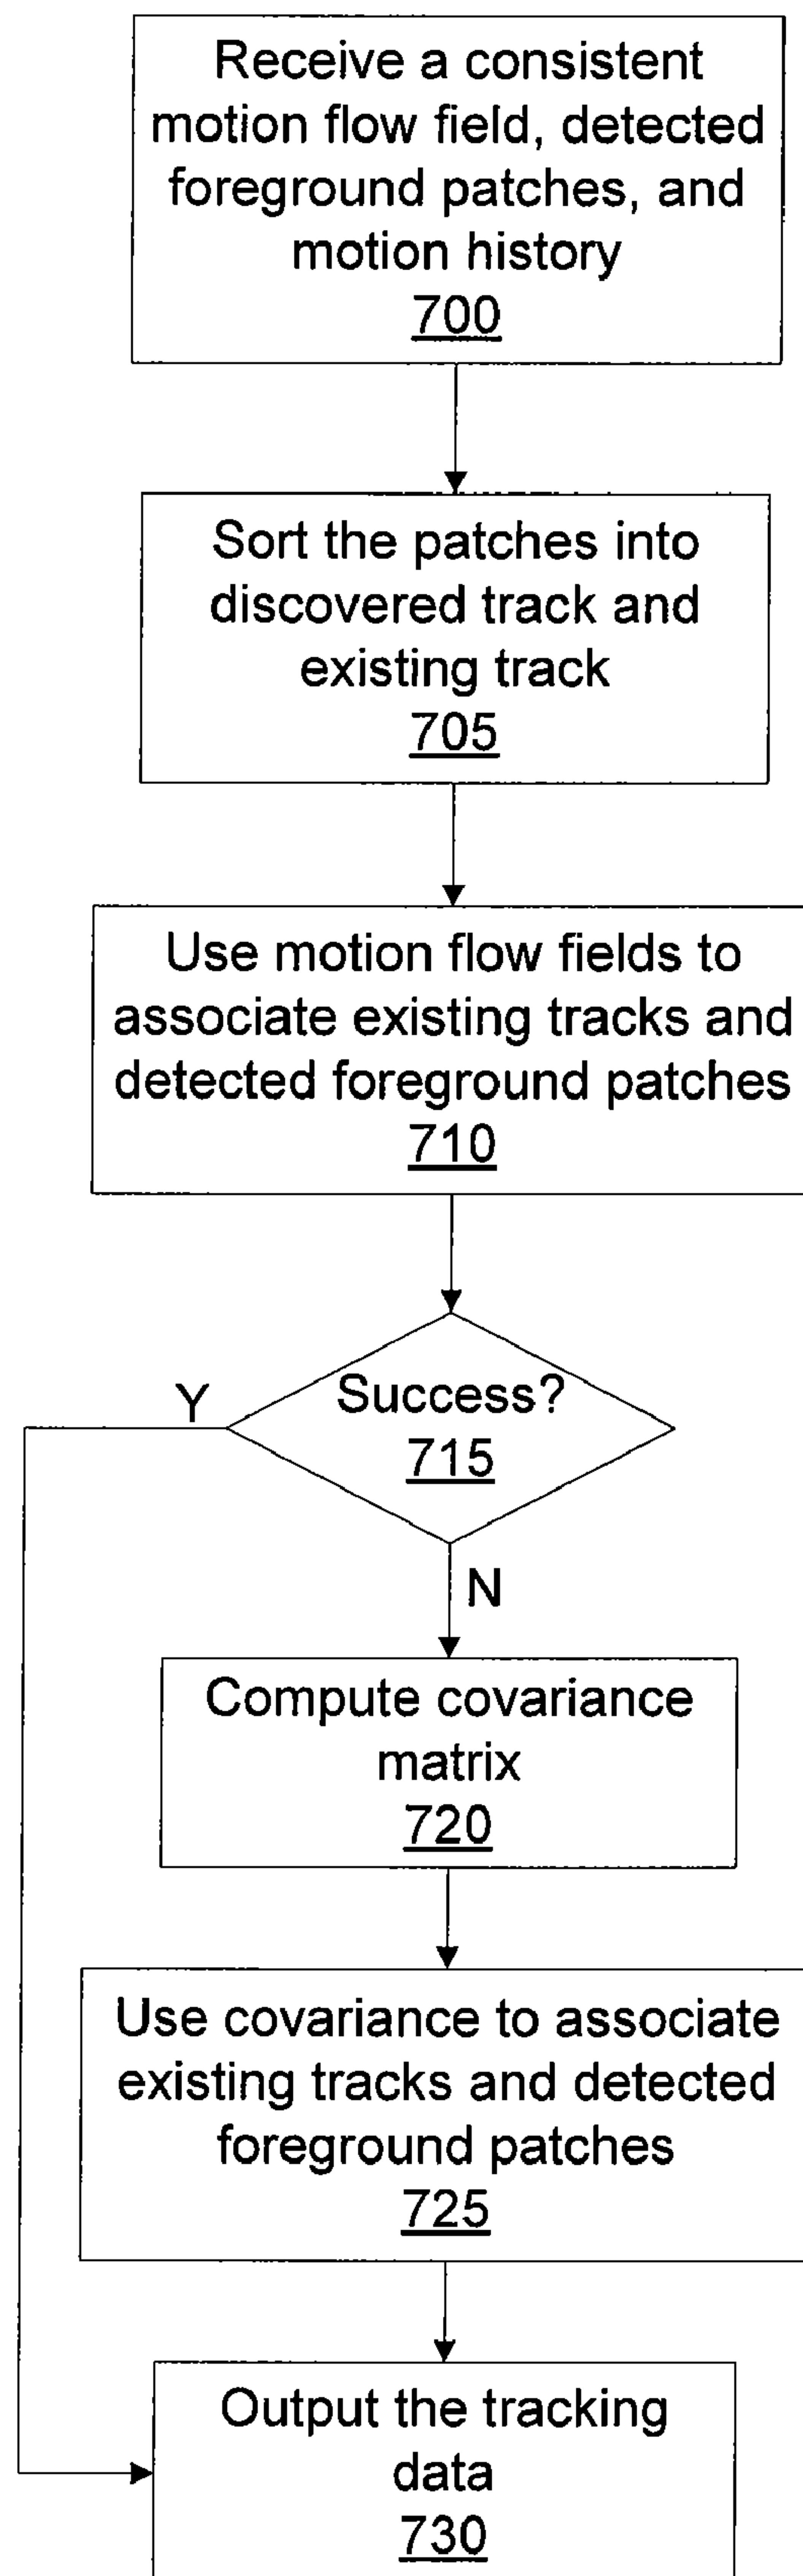 Receive a consistent
motion flow field, detected
foreground patches, and
motion history
700
Sort the patches into
discovered track and
existing track
705
Use motion flow fields to
associate existing tracks and
detected foreground patches
710
Success?
715
Y
N
Compute covariance
matrix
720
Use covariance to associate
existing tracks and detected
foreground patches
725
Output the tracking
data
730